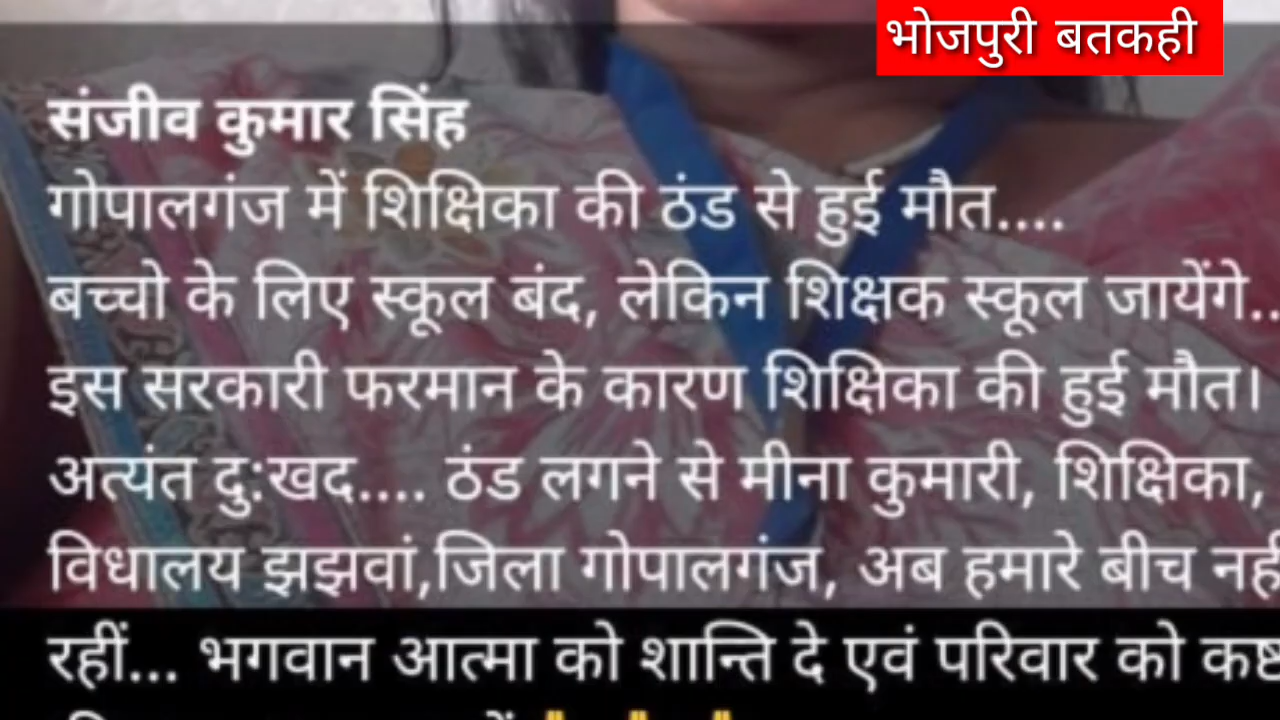 भोजपुरी बतकही
संजीव कुमार सिंह
गोपालगंज में शिक्षिका की ठंड से हुई मौत....
बच्चो के लिए स्कूल बंद, लेकिन शिक्षक स्कूल जायेंगे..
इस सरकारी फरमान के कारण शिक्षिका की हुई मौत।
अत्यंत दु:खद.... ठंड लगने से मीना कुमारी, शिक्षिका,
विधालय झझवां,जिला गोपालगंज, अब हमारे बीच नहीं
रहीं... भगवान आत्मा को शान्ति दे एवं परिवार को कष्ट